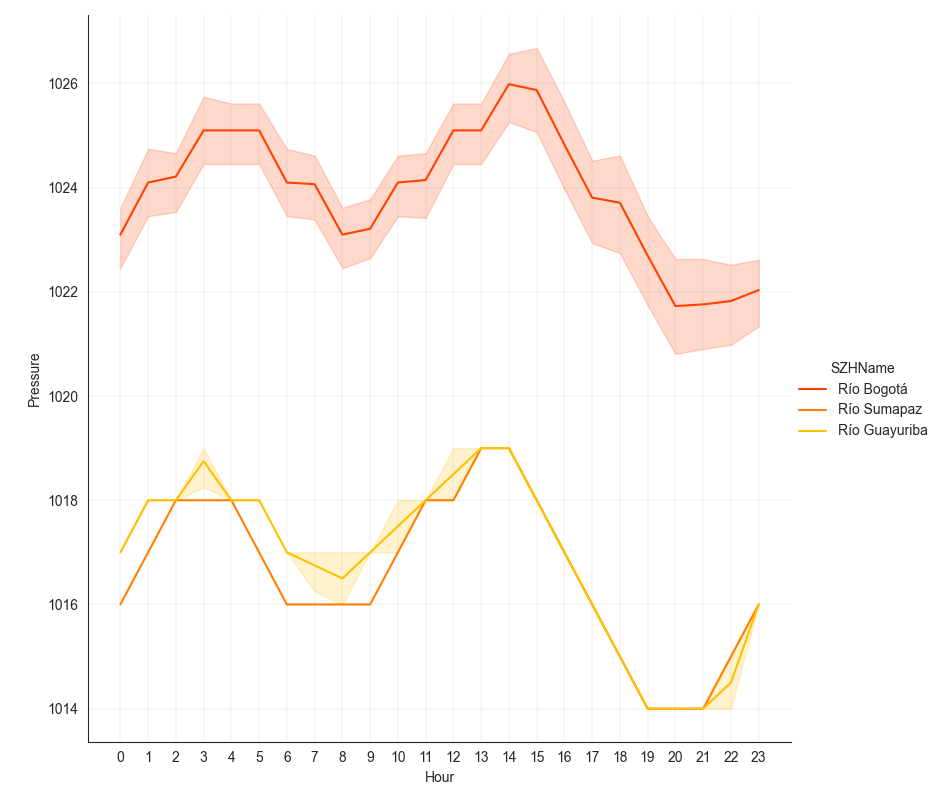 1026
1024
1022
1020
1018
1016
1014
Pressure
0 1 2 3 4 5 6 7 8 9 10 11 12 13 14 15 16 17 18 19 20 21 22 23
Hour
SZHName
Río Bogotá
Río Sumapaz
Río Guayuriba